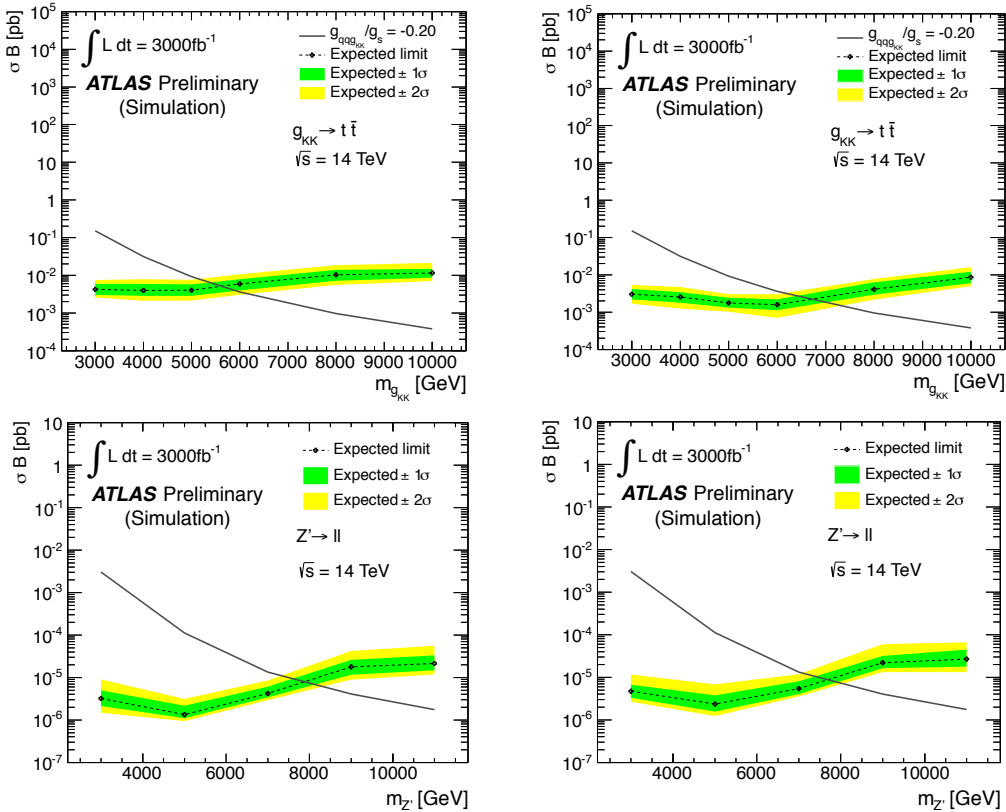 σ B [pb]
10⁵
10⁴
10³
10²
10
1
10⁻¹
10⁻²
10⁻³
10⁻⁴
∫ L dt = 3000fb⁻¹
ATLAS Preliminary
(Simulation)
g_qqg_KK/g_s = -0.20
Expected limit
Expected ± 1σ
Expected ± 2σ
g_KK → t t̄
√s = 14 TeV
3000 4000 5000 6000 7000 8000 9000 10000
m_g_KK [GeV]
σ B [pb]
10⁵
10⁴
10³
10²
10
1
10⁻¹
10⁻²
10⁻³
10⁻⁴
∫ L dt = 3000fb⁻¹
ATLAS Preliminary
(Simulation)
g_qqg_KK/g_s = -0.20
Expected limit
Expected ± 1σ
Expected ± 2σ
g_KK → t t̄
√s = 14 TeV
3000 4000 5000 6000 7000 8000 9000 10000
m_g_KK [GeV]
σ B [pb]
10
1
10⁻¹
10⁻²
10⁻³
10⁻⁴
10⁻⁵
10⁻⁶
10⁻⁷
∫ L dt = 3000fb⁻¹
ATLAS Preliminary
(Simulation)
Expected limit
Expected ± 1σ
Expected ± 2σ
Z'→ ll
√s = 14 TeV
4000 6000 8000 10000
m_Z' [GeV]
σ B [pb]
10
1
10⁻¹
10⁻²
10⁻³
10⁻⁴
10⁻⁵
10⁻⁶
10⁻⁷
∫ L dt = 3000fb⁻¹
ATLAS Preliminary
(Simulation)
Expected limit
Expected ± 1σ
Expected ± 2σ
Z'→ ll
√s = 14 TeV
4000 6000 8000 10000
m_Z' [GeV]